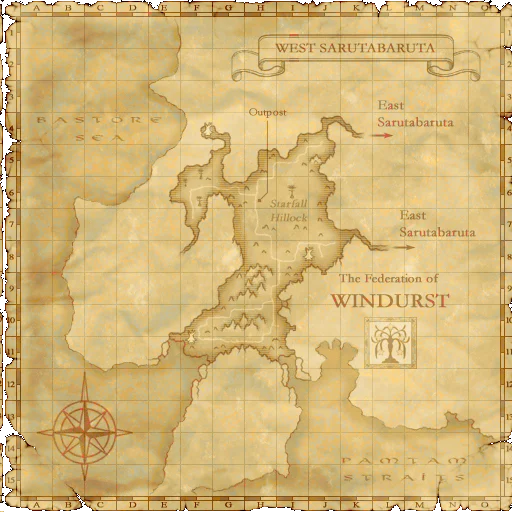 A B C D E F G H I J K L M N O
WEST SARUTABARUTA
Outpost
East
Sarutabaruta
BASTORE
SEA
Starfall
Hillock
East
Sarutabaruta
The Federation of
WINDURST
PAMTAM
STRAITS
A B C D E F G H I J K L M N O